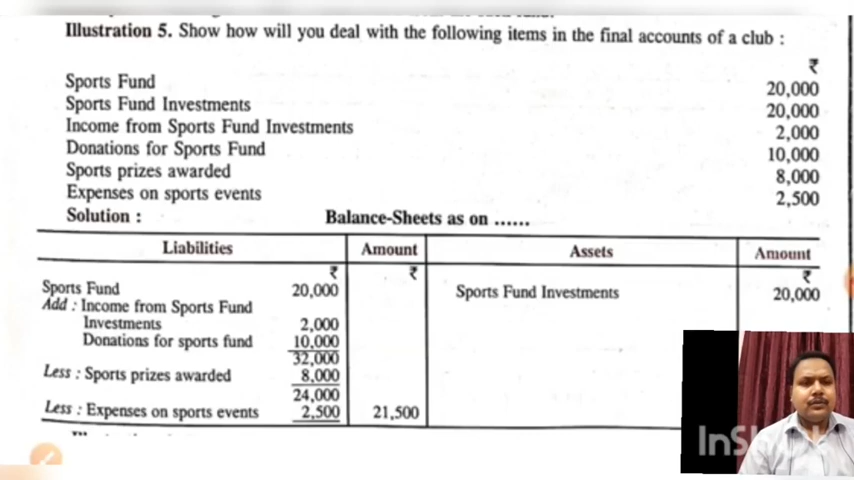 Illustration 5. Show how will you deal with the following items in the final accounts of a club :
₹
Sports Fund 20,000
Sports Fund Investments 20,000
Income from Sports Fund Investments 2,000
Donations for Sports Fund 10,000
Sports prizes awarded 8,000
Expenses on sports events 2,500
Solution : Balance-Sheets as on ......
Liabilities Amount Assets Amount
₹ ₹ ₹
Sports Fund 20,000 Sports Fund Investments 20,000
Add : Income from Sports Fund
Investments 2,000
Donations for sports fund 10,000
32,000
Less : Sports prizes awarded 8,000
24,000
Less : Expenses on sports events 2,500 21,500